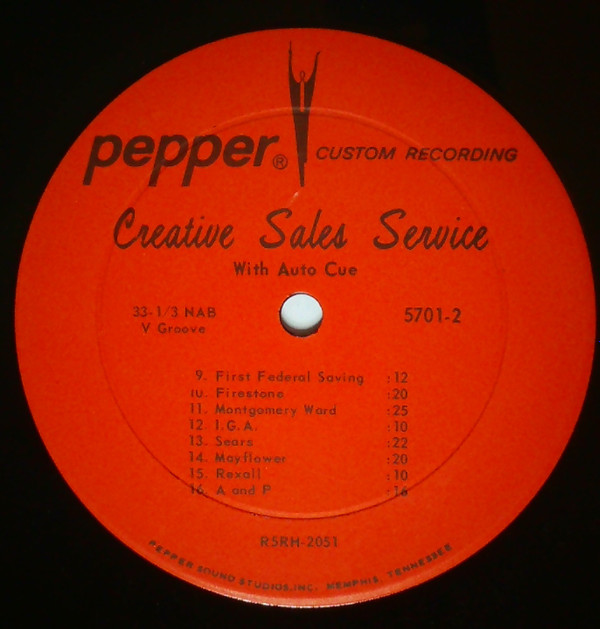 pepper® CUSTOM RECORDING
Creative Sales Service
With Auto Cue
33-1/3 NAB
V Groove
5701-2
9. First Federal Saving :12
10. Firestone :20
11. Montgomery Ward :25
12 I.G.A. :10
13. Sears :22
14. Mayflower :20
15. Rexall :10
16. A and P :16
R5RH-2051
PEPPER SOUND STUDIOS, INC. MEMPHIS, TENNESSEE